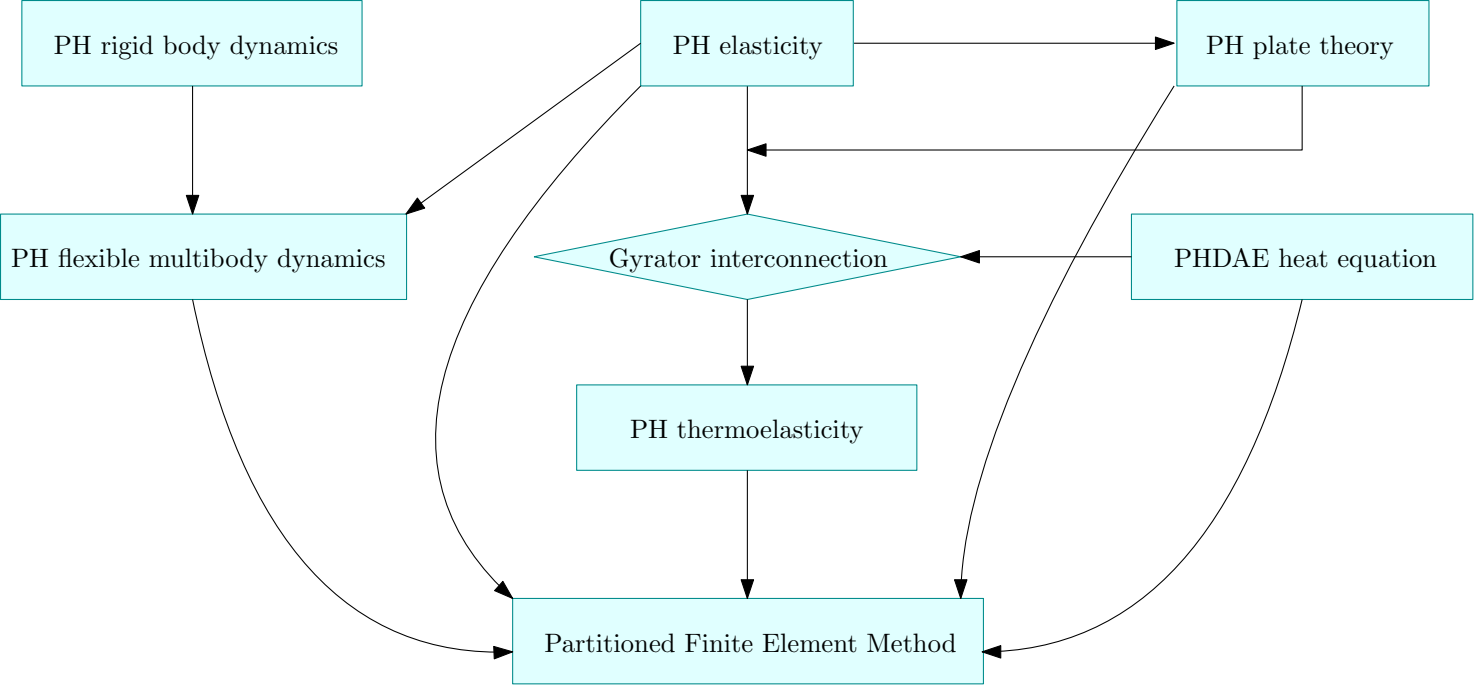 PH rigid body dynamics
PH elasticity
PH plate theory
PH flexible multibody dynamics
Gyrator interconnection
PHDAE heat equation
PH thermoelasticity
Partitioned Finite Element Method